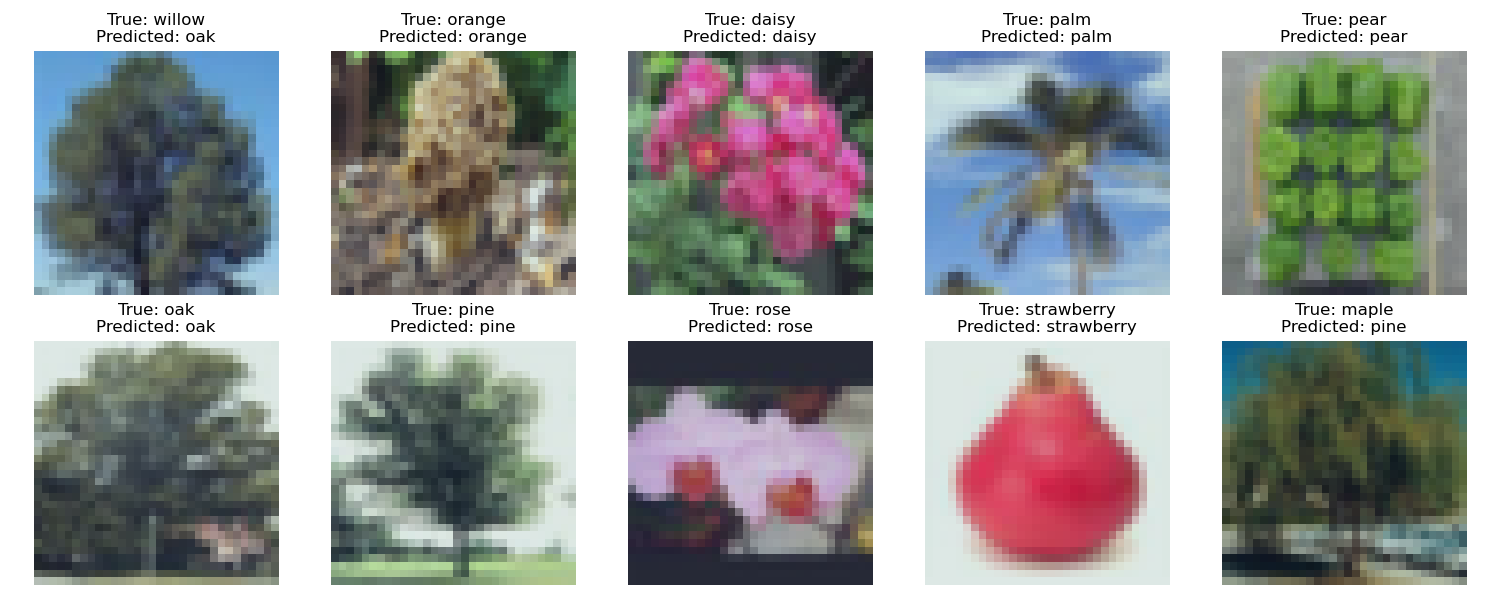 True: willow
Predicted: oak
True: orange
Predicted: orange
True: daisy
Predicted: daisy
True: palm
Predicted: palm
True: pear
Predicted: pear
True: oak
Predicted: oak
True: pine
Predicted: pine
True: rose
Predicted: rose
True: strawberry
Predicted: strawberry
True: maple
Predicted: pine